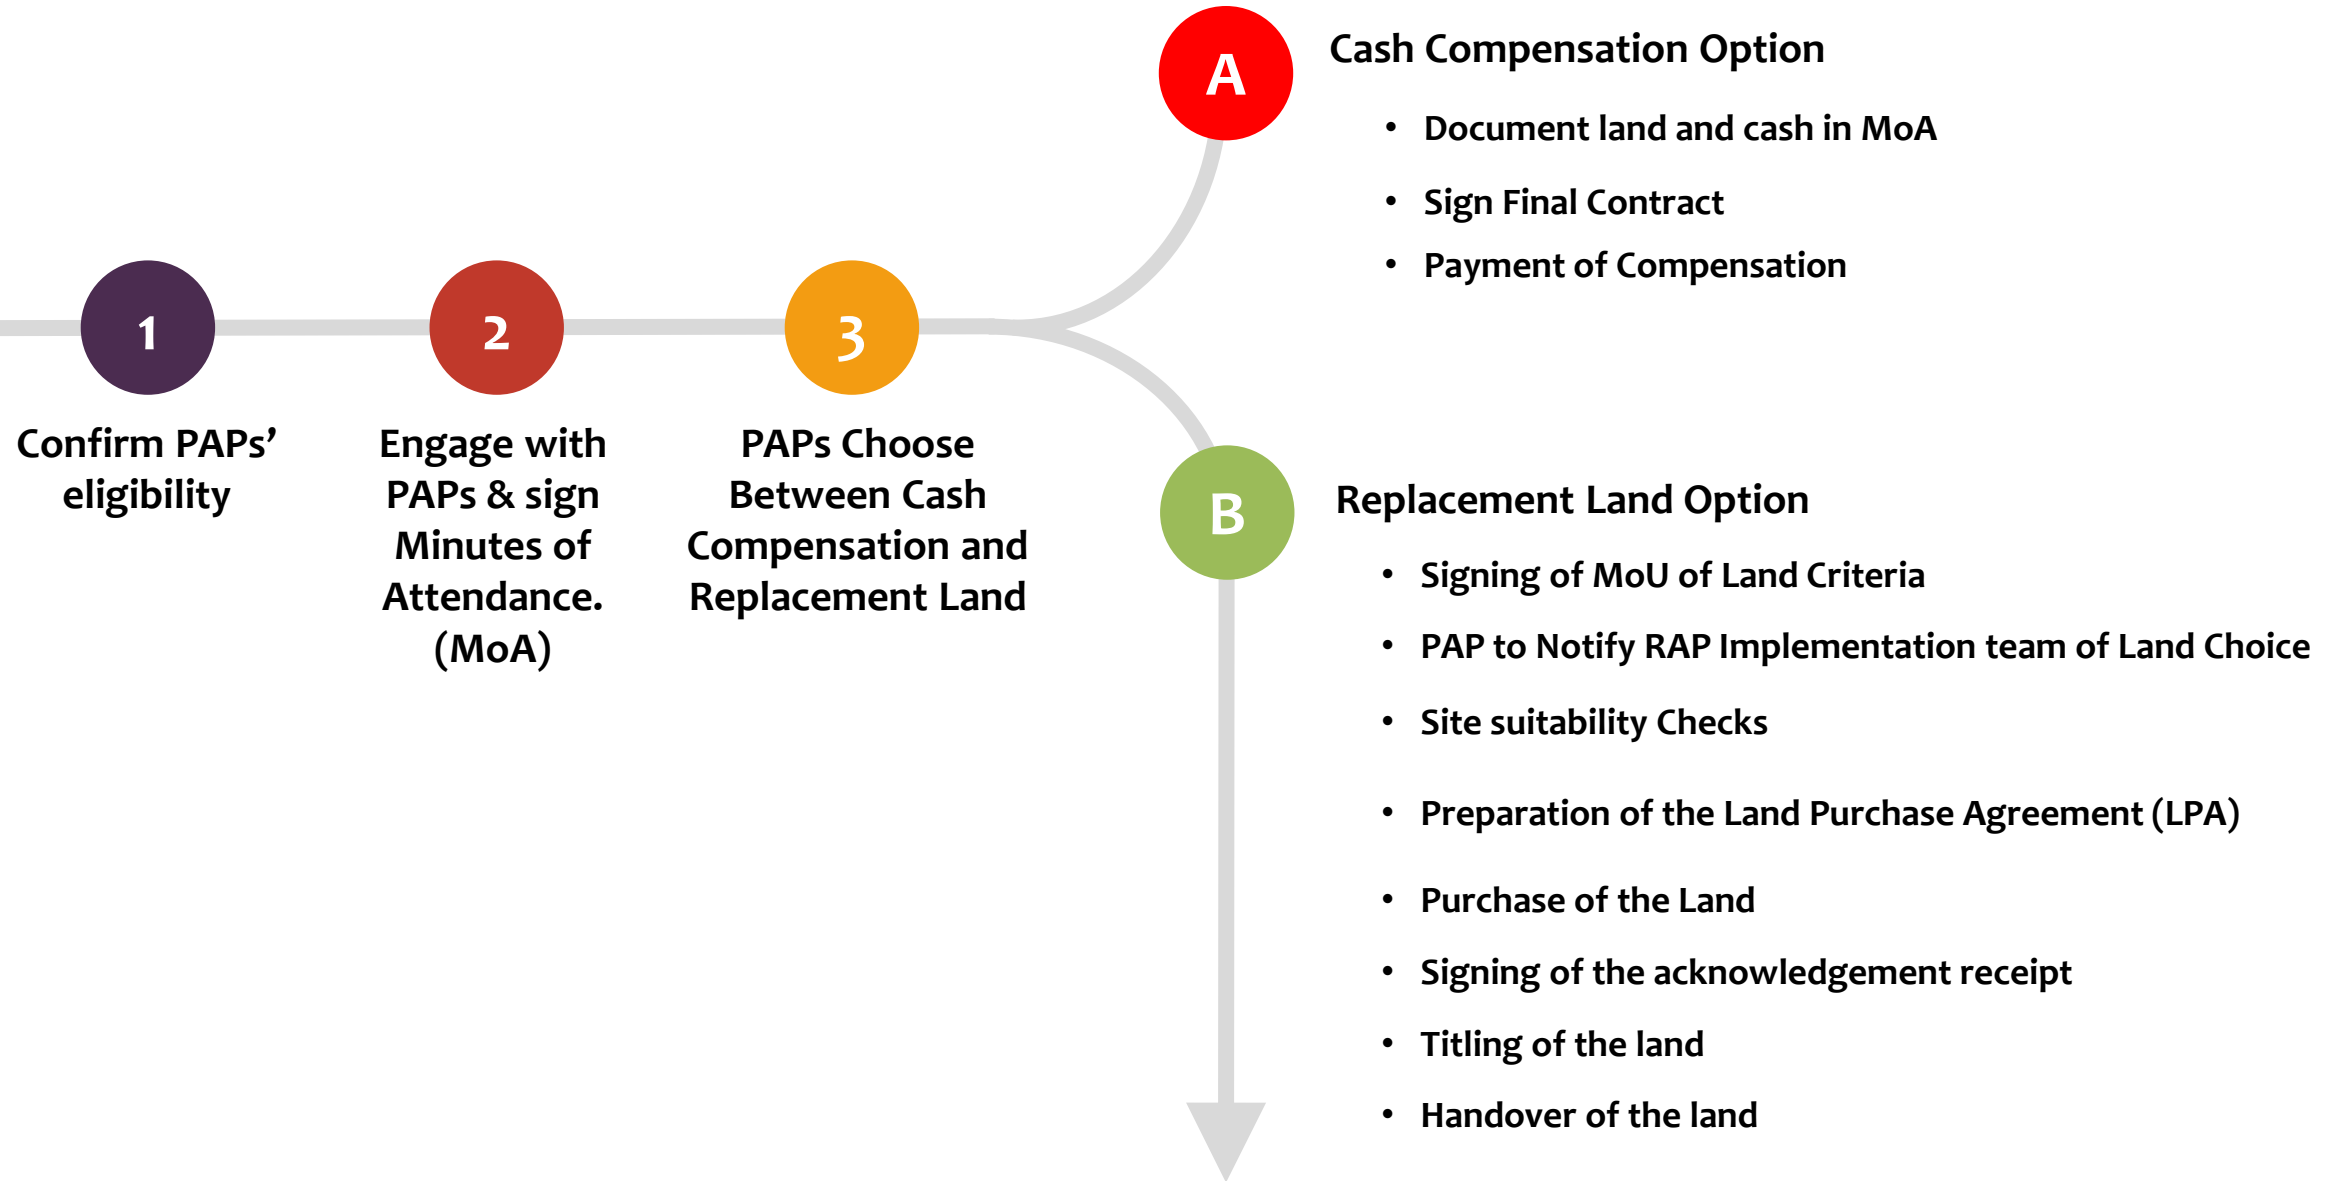 1
Confirm PAPs’
eligibility
2
Engage with
PAPs & sign
Minutes of
Attendance.
(MoA)
3
PAPs Choose
Between Cash
Compensation and
Replacement Land
A
Cash Compensation Option
• Document land and cash in MoA
• Sign Final Contract
• Payment of Compensation
B
Replacement Land Option
• Signing of MoU of Land Criteria
• PAP to Notify RAP Implementation team of Land Choice
• Site suitability Checks
• Preparation of the Land Purchase Agreement (LPA)
• Purchase of the Land
• Signing of the acknowledgement receipt
• Titling of the land
• Handover of the land